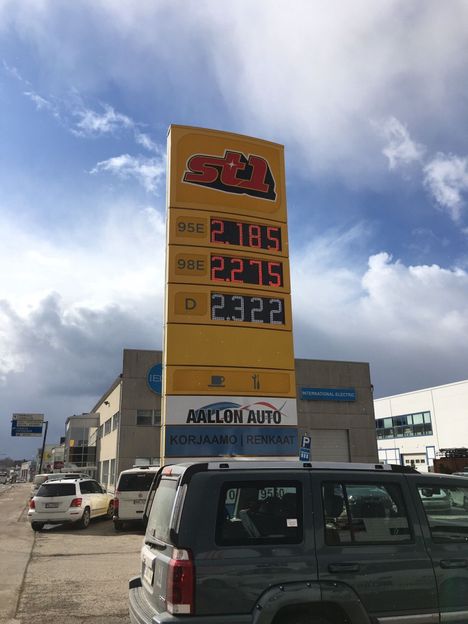 st1
95E 2.185
98E 2.275
D 2.322
AALLON AUTO
KORJAAMO | RENKAAT
INTERNATIONAL ELECTRIC
P